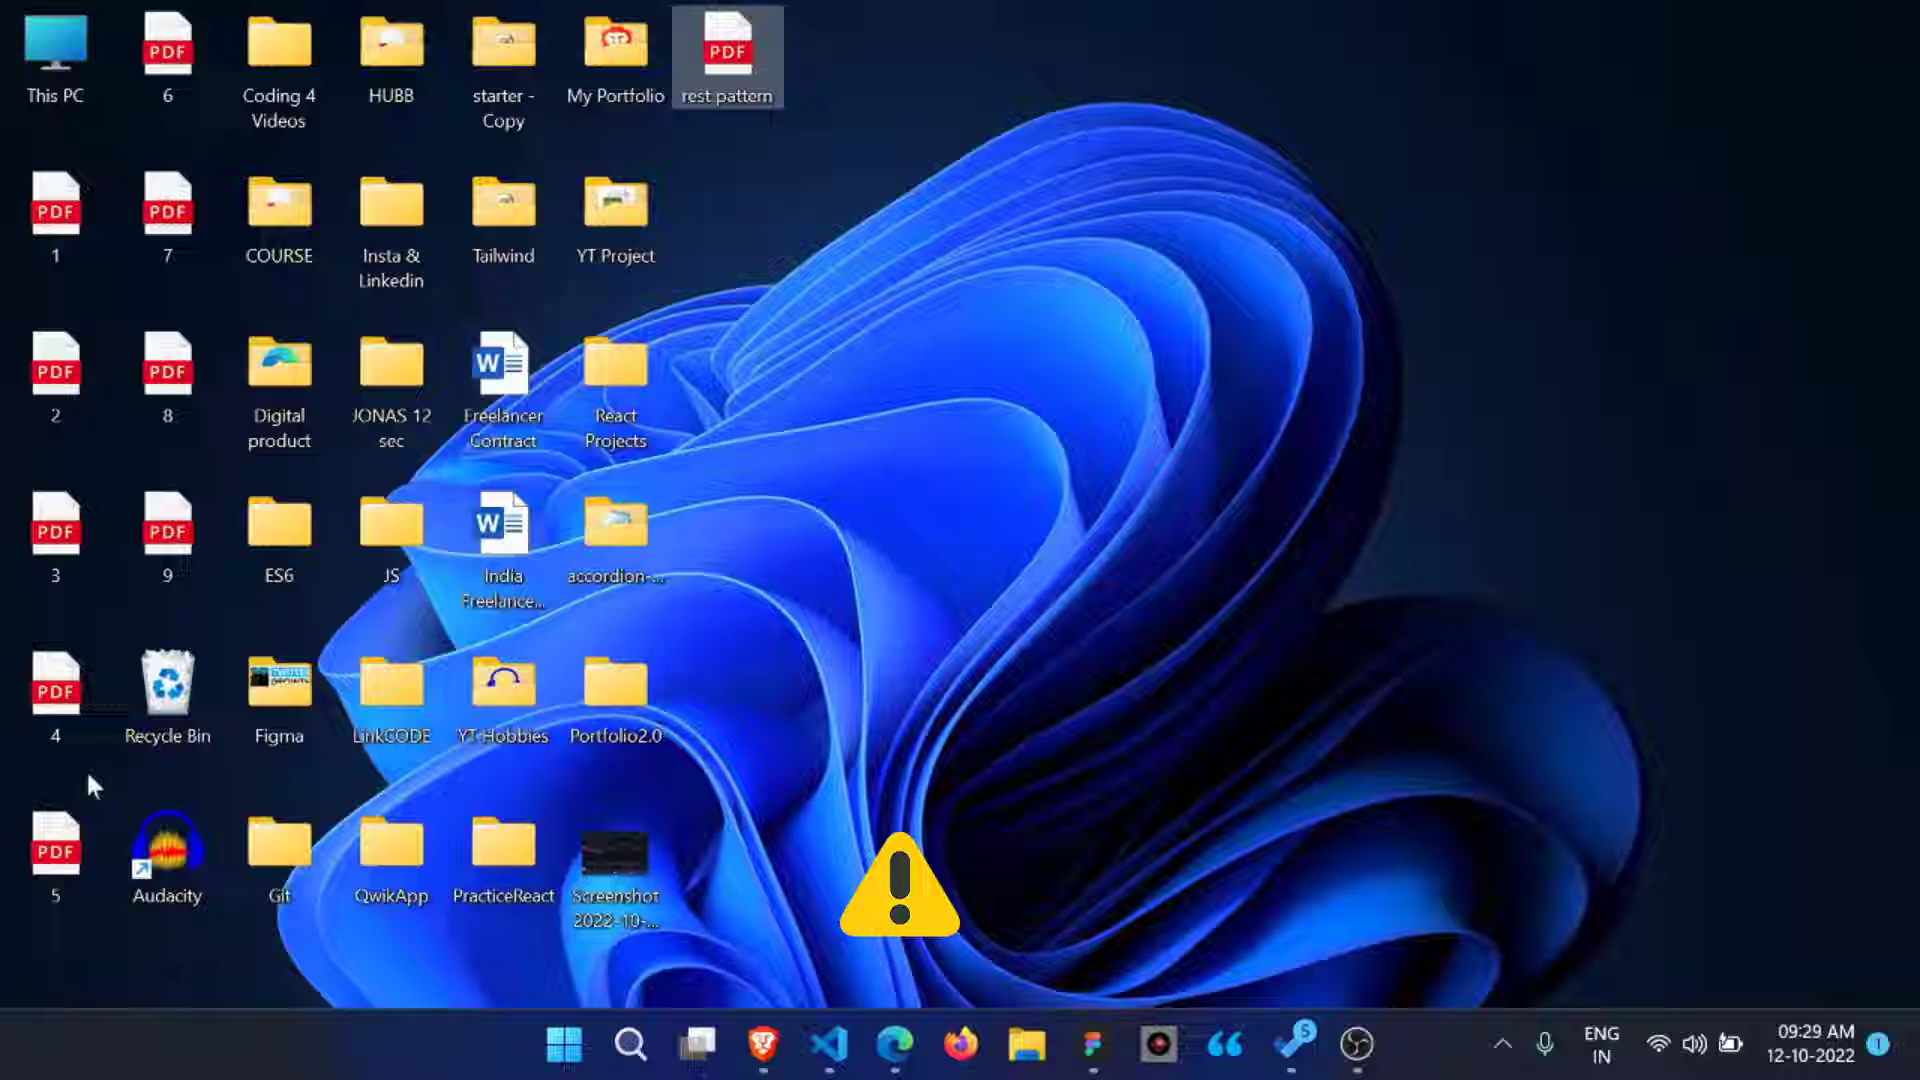 This PC
6
Coding 4
Videos
HUBB
starter -
Copy
My Portfolio
rest pattern
1
7
COURSE
Insta &
Linkedin
Tailwind
YT Project
2
8
Digital
product
JONAS 12
sec
Freelancer
Contract
React
Projects
3
9
ES6
JS
India
Freelance...
accordion-...
4
Recycle Bin
Figma
LinkCODE
YT Hobbies
Portfolio2.0
5
Audacity
Git
QwikApp
PracticeReact
Screenshot
2022-10-...
PDF
PDF
PDF
PDF
PDF
PDF
PDF
PDF
PDF
PDF
W
W
5
ENG
IN
09:29 AM
12-10-2022
1